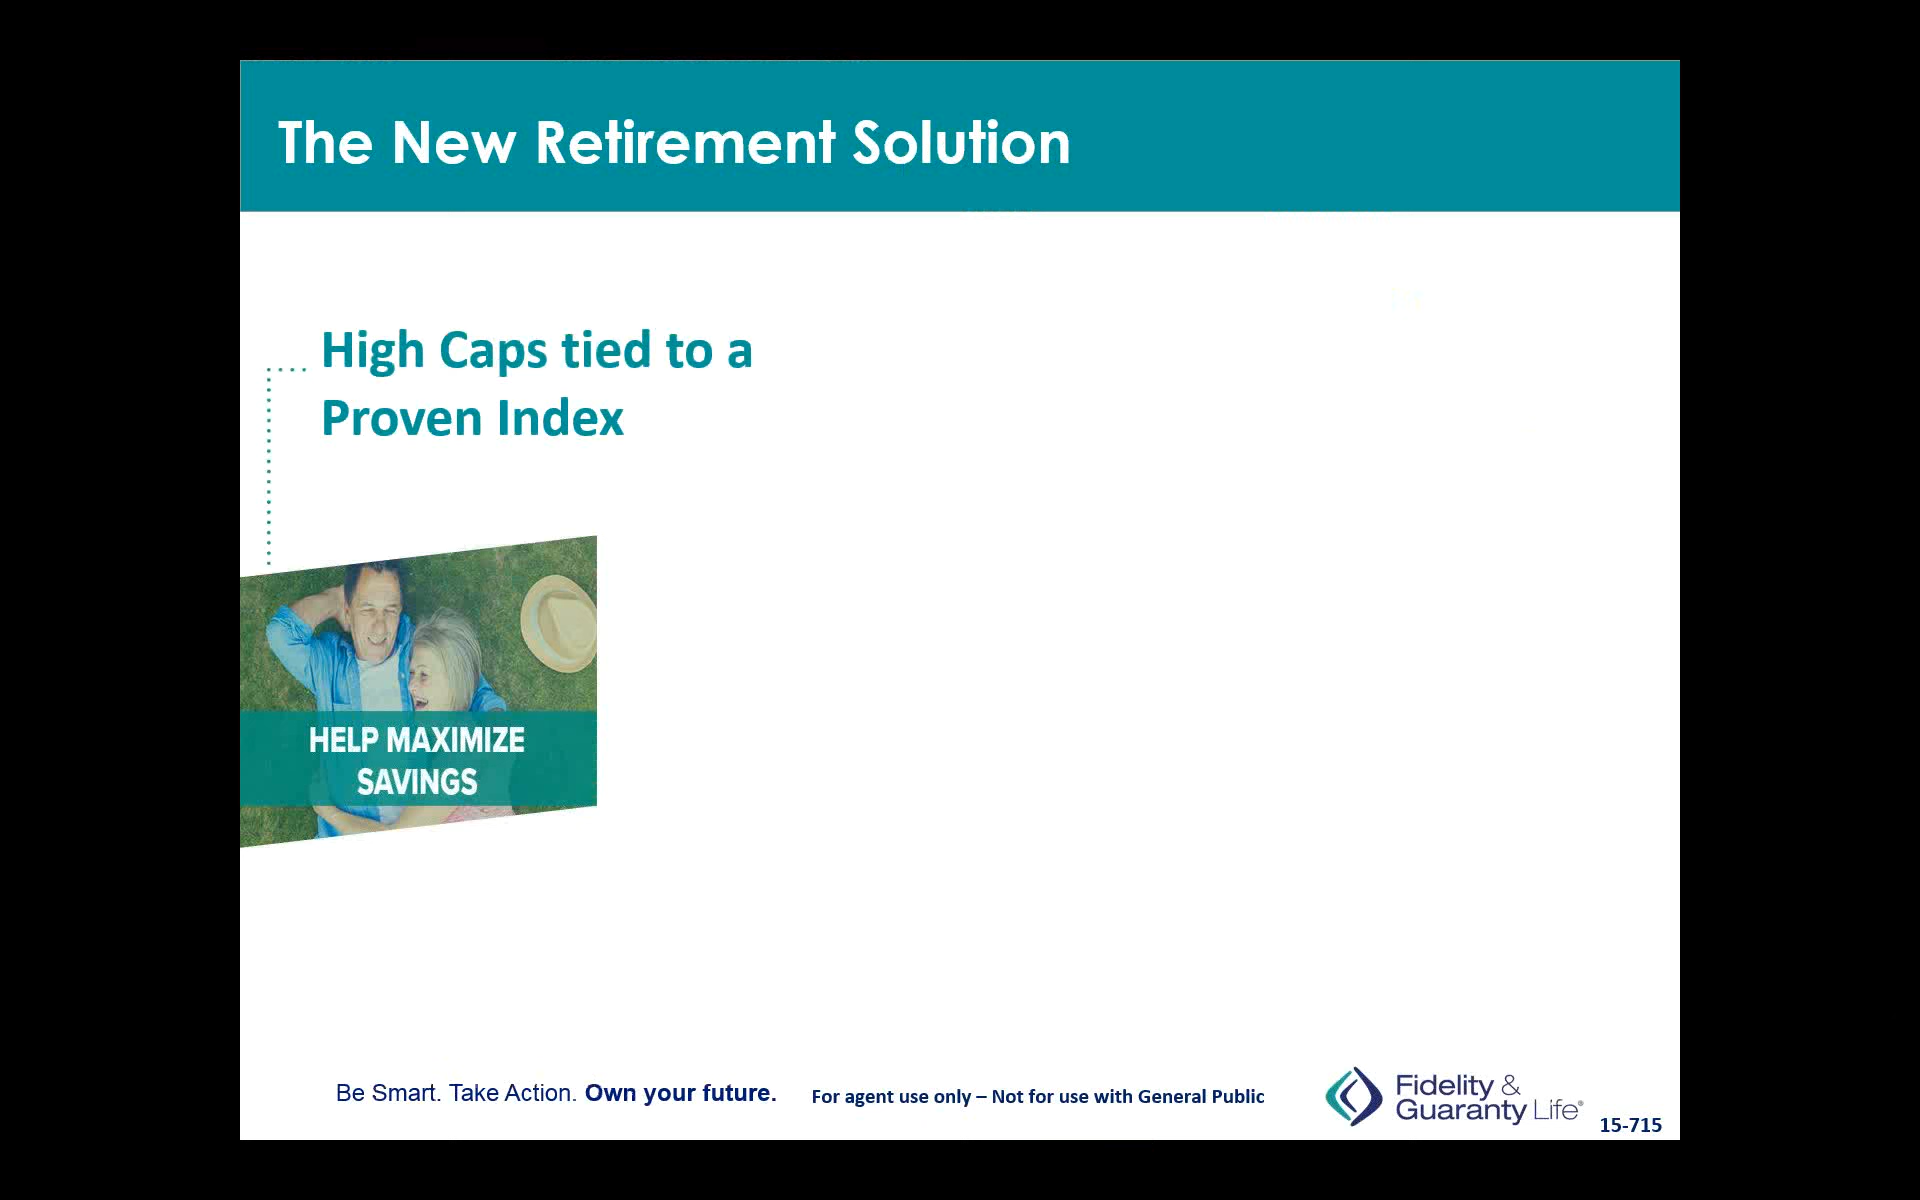 The New Retirement Solution
High Caps tied to a
Proven Index
HELP MAXIMIZE
SAVINGS
Be Smart. Take Action. Own your future.
For agent use only – Not for use with General Public
Fidelity &
Guaranty Life®
15-715